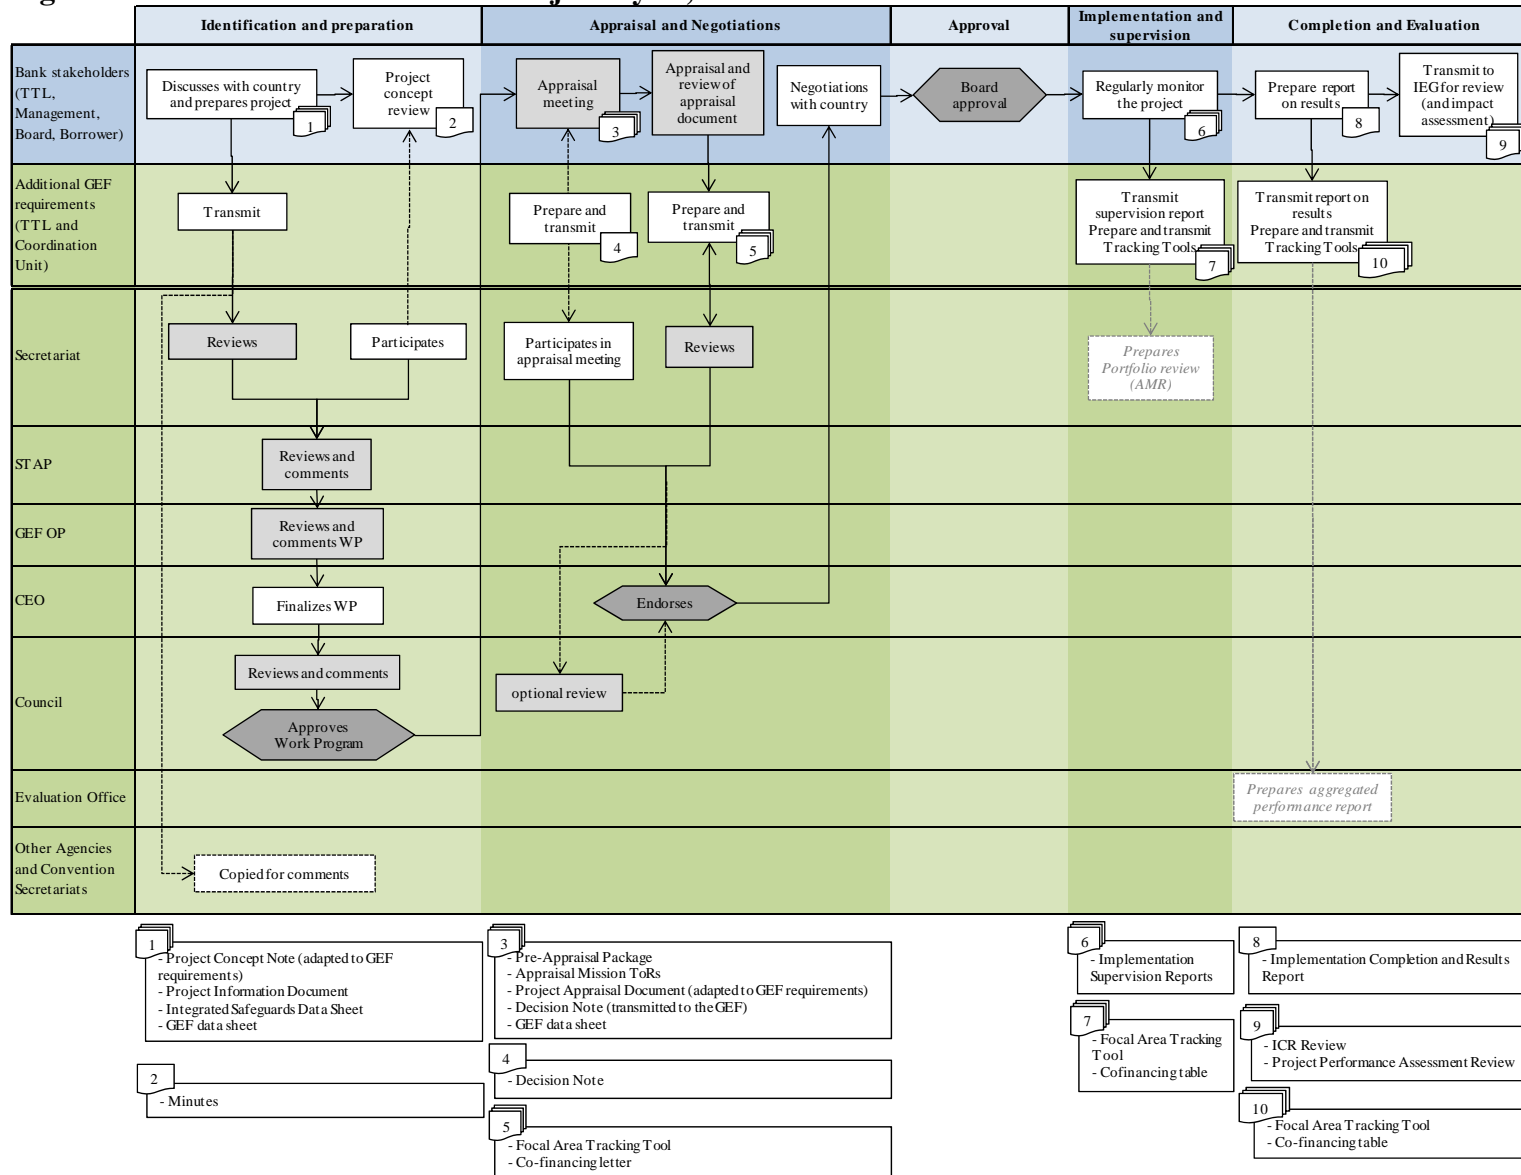 Identification and preparation
Appraisal and Negotiations
Approval
Implementation and
supervision
Completion and Evaluation
Bank stakeholders
(TTL,
Management,
Board, Borrower)
Discusses with country
and prepares project
1
Project
concept
review
2
Appraisal
meeting
3
Appraisal and
review of
appraisal
document
Negotiations
with country
Board
approval
Regularly monitor
the project
6
Prepare report
on results
8
Transmit to
IEG for review
(and impact
assessment)
9
Additional GEF
requirements
(TTL and
Coordination
Unit)
Transmit
Prepare and
transmit
4
Prepare and
transmit
5
Transmit
supervision report
Prepare and transmit
Tracking Tools
7
Transmit report on
results
Prepare and transmit
Tracking Tools
10
Secretariat
Reviews
Participates
Participates in
appraisal meeting
Reviews
Prepares
Portfolio review
(AMR)
STAP
Reviews and
comments
GEF OP
Reviews and
comments WP
CEO
Finalizes WP
Endorses
Council
Reviews and comments
optional review
Approves
Work Program
Evaluation Office
Prepares aggregated
performance report
Other Agencies
and Convention
Secretariats
Copied for comments
1
- Project Concept Note (adapted to GEF
requirements)
- Project Information Document
- Integrated Safeguards Data Sheet
- GEF data sheet
2
- Minutes
3
- Pre-Appraisal Package
- Appraisal Mission ToRs
- Project Appraisal Document (adapted to GEF requirements)
- Decision Note (transmitted to the GEF)
- GEF data sheet
4
- Decision Note
5
- Focal Area Tracking Tool
- Co-financing letter
6
- Implementation
Supervision Reports
7
- Focal Area Tracking
Tool
- Cofinancing table
8
- Implementation Completion and Results
Report
9
- ICR Review
- Project Performance Assessment Review
10
- Focal Area Tracking Tool
- Co-financing table